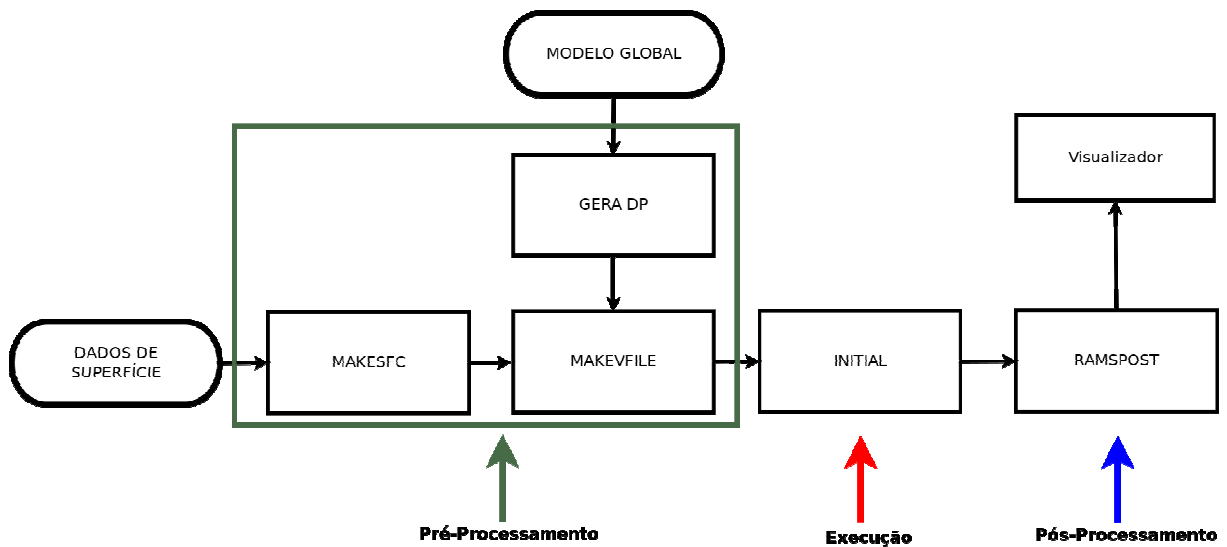 MODELO GLOBAL
Visualizador
GERA DP
DADOS DE
SUPERFÍCIE
MAKESFC
MAKEVFILE
INITIAL
RAMSPOST
Pré-Processamento
Execução
Pós-Processamento